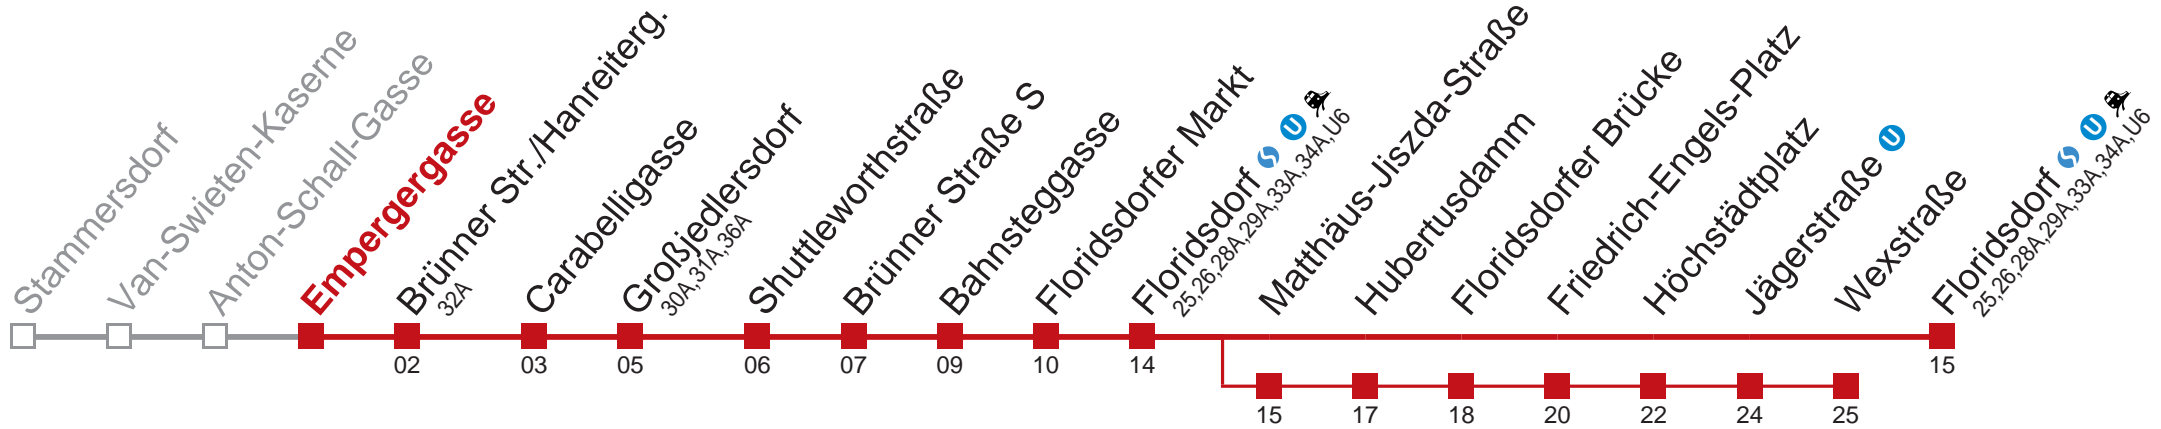 Stammersdorf
Van-Swieten-Kaserne
Anton-Schall-Gasse
Empergergasse
Brünner Str./Hanreiterg.
32A
Carabelligasse
Großjedlersdorf
30A,31A,36A
Shuttleworthstraße
Brünner Straße S
Bahnsteggasse
Floridsdorfer Markt
Floridsdorf U
25,26,28A,29A,33A,34A,U6
Matthäus-Jiszda-Straße
Hubertusdamm
Floridsdorfer Brücke
Friedrich-Engels-Platz
Höchstädtplatz
Jägerstraße U
Wexstraße
Floridsdorf U
25,26,28A,29A,33A,34A,U6
02 03 05 06 07 09 10 14 15
15 17 18 20 22 24 25